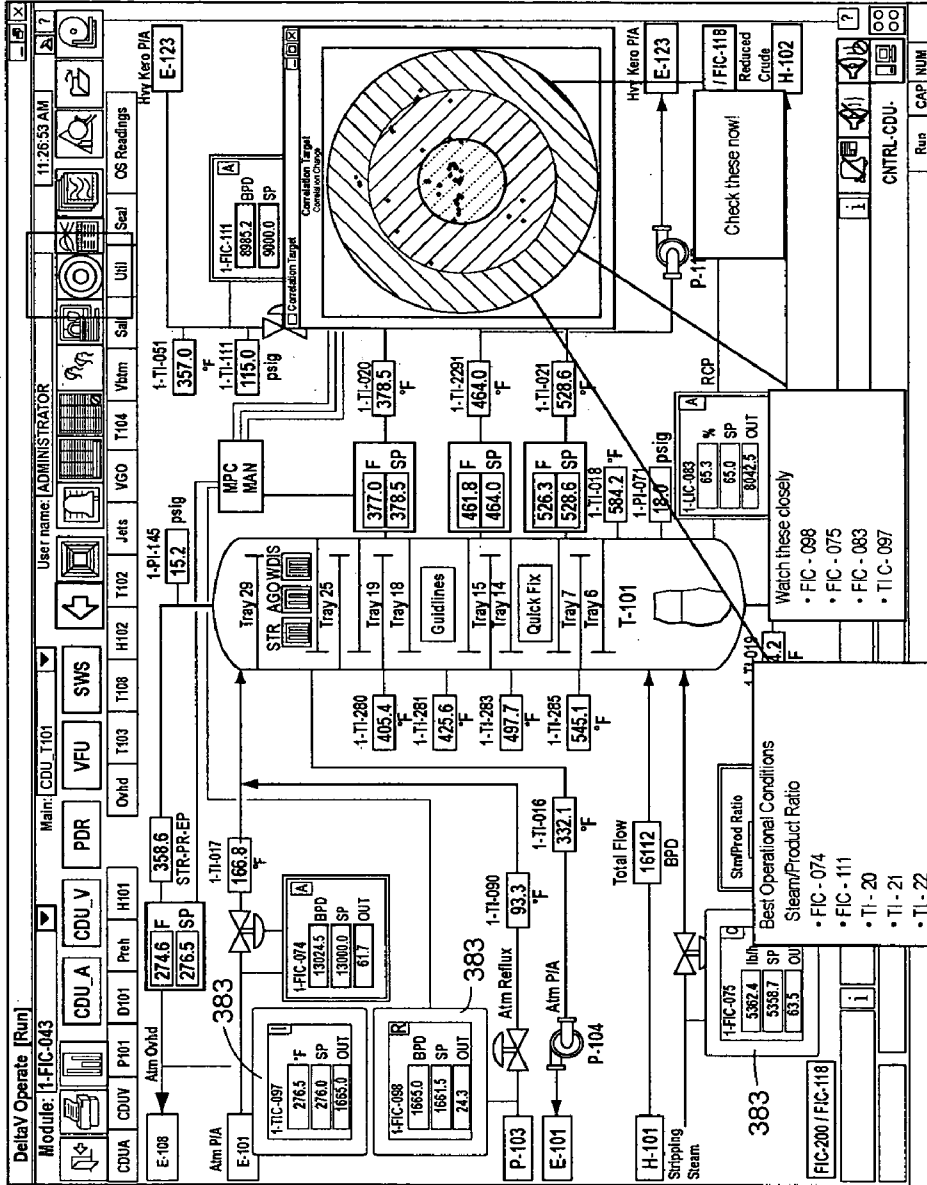 DeltaV Operate [Run]
Module: 1-FIC-043
Main: CDU_T101
User name: ADMINISTRATOR
11:26:53 AM
?
CDU_A
CDU_V
PDR
VFU
SWS
CDUA
CDUV
P101
D101
Preh
H101
Ovhd
T103
T108
H102
T102
Jets
VGO
T104
Vbtm
Salt
Util
Seal
OS Readings
E-108
Atm Ovhd
274.6 F
276.5 SP
358.6
STR-PR-EP
1-PI-145
15.2 psig
MPC
MAN
1-TI-051
357.0
°F
1-TI-111
115.0
psig
1-FIC-111
A
8985.2 BPD
9000.0 SP
Hvy Kero P/A
E-123
Atm P/A
E-101
383
1-TI-017
166.8
°F
1-TIC-097
276.5 °F
276.0 SP
1665.0 OUT
1-FIC-074
A
13024.5 BPD
13000.0 SP
61.7 OUT
1-FIC-098
R
1665.0 BPD
1661.5 SP
24.3 OUT
383
P-103
Atm Reflux
1-TI-090
93.3
°F
E-101
Atm P/A
P-104
1-TI-016
332.1
°F
Tray 29
STR AGO WDIS
Tray 25
Tray 19
Tray 18
Guidlines
Tray 15
Tray 14
Quick Fix
Tray 7
Tray 6
T-101
1-TI-280
405.4
°F
1-TI-281
425.6
°F
1-TI-283
497.7
°F
1-TI-285
545.1
°F
377.0 F
378.5 SP
1-TI-020
378.5
°F
461.8 F
464.0 SP
1-TI-229
464.0
°F
526.3 F
528.6 SP
1-TI-021
528.6
°F
1-TI-018
584.2 °F
1-PI-071
psig
Correlation Target
Correlation Target
Correlation Change
Hvy Kero P/A
E-123
H-101
Total Flow
16112
BPD
Stripping
Steam
1-FIC-075
5362.4 lb/h
5358.7 SP
63.5 OU
383
Stm/Prod Ratio
1-TI-019
4.2
°F
1-LIC-083
A
65.3 %
65.0 SP
8042.5 OUT
RCP
/ FIC-118
Reduced
Crude
H-102
Check these now!
Watch these closely
• FIC - 098
• FIC - 075
• FIC - 083
• TI C-097
Best Operational Conditions
Steam/Product Ratio
• FIC - 074
• FIC - 111
• TI - 20
• TI - 21
• TI - 22
FIC-200 / FIC-118
i
i
?
CNTRL-CDU-
Run
CAP
NUM